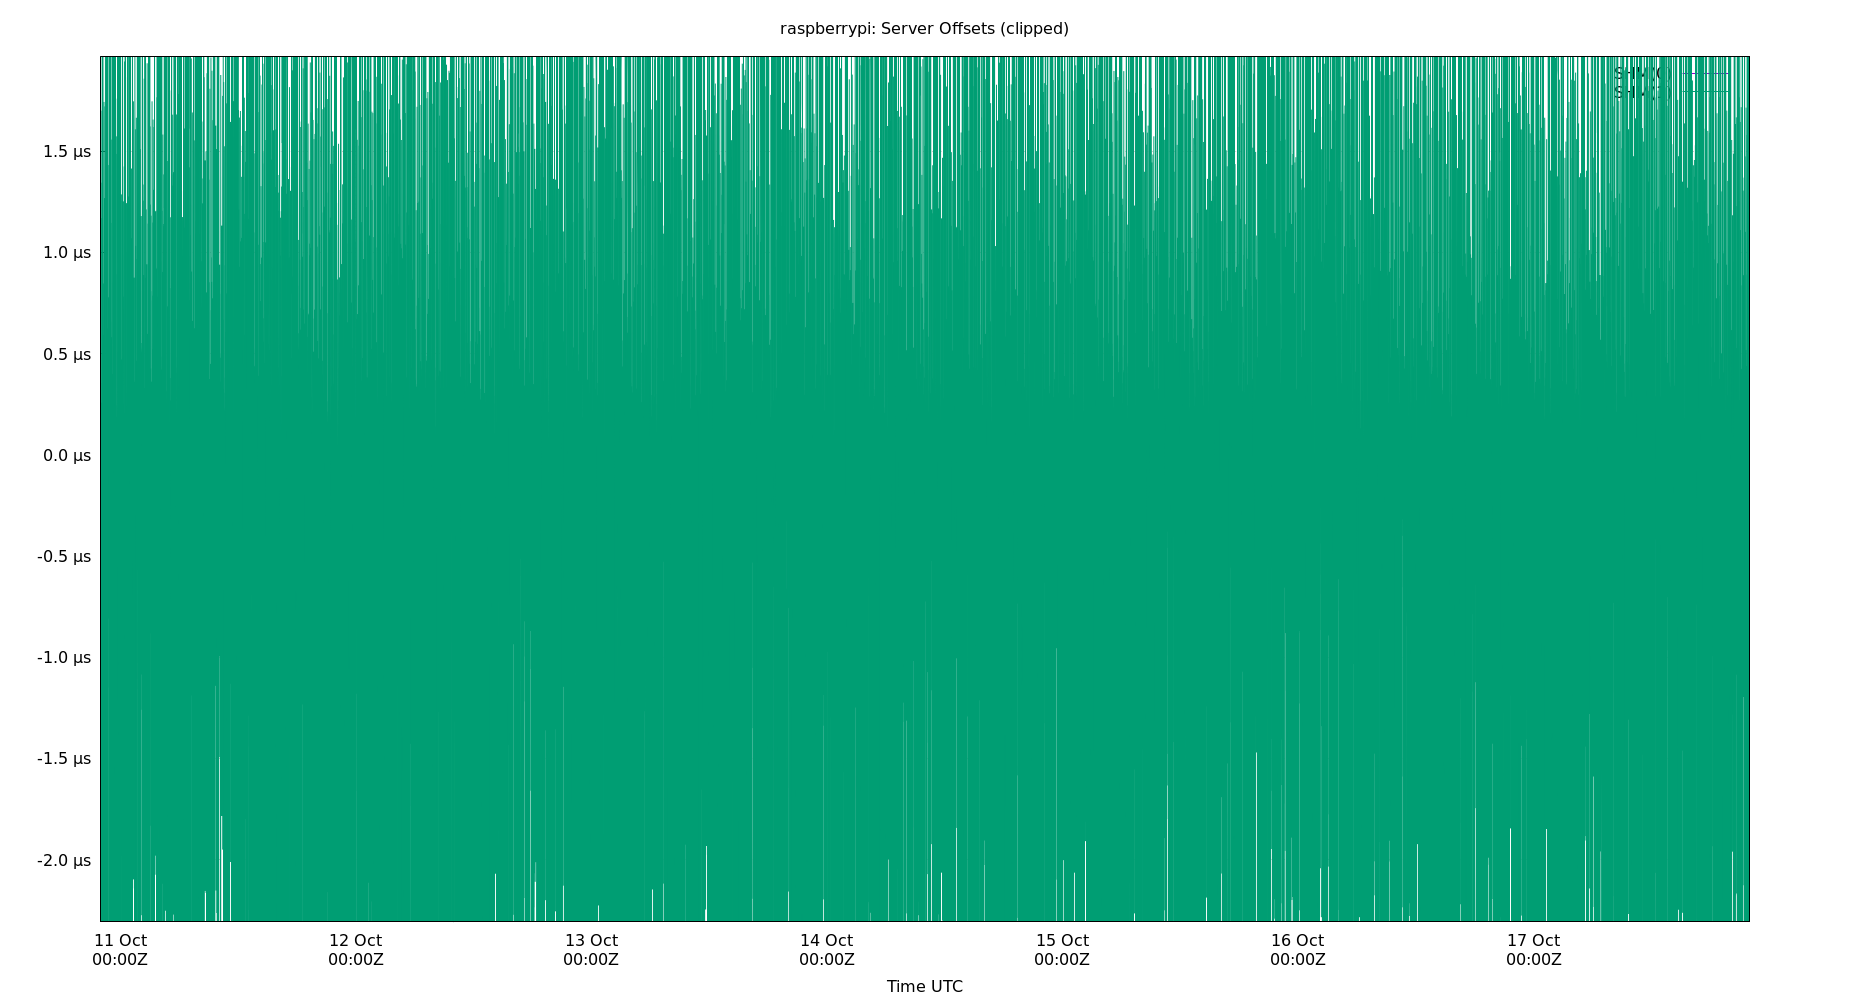 raspberrypi: Server Offsets (clipped)
1.5 µs
1.0 µs
0.5 µs
0.0 µs
-0.5 µs
-1.0 µs
-1.5 µs
-2.0 µs
11 Oct 12 Oct 13 Oct 14 Oct 15 Oct 16 Oct 17 Oct
00:00Z 00:00Z 00:00Z 00:00Z 00:00Z 00:00Z 00:00Z
Time UTC